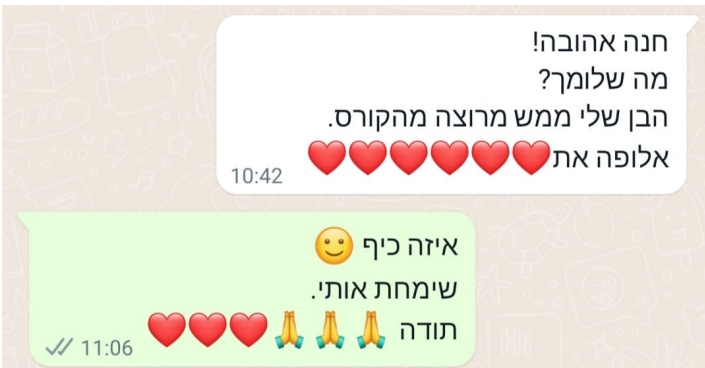 חנה אהובה!
מה שלומך?
הבן שלי ממש מרוצה מהקורס.
אלופה את❤️❤️❤️❤️❤️❤️
10:42
איזה כיף 🙂
שימחת אותי.
תודה 🙏🙏🙏❤️❤️❤️
11:06